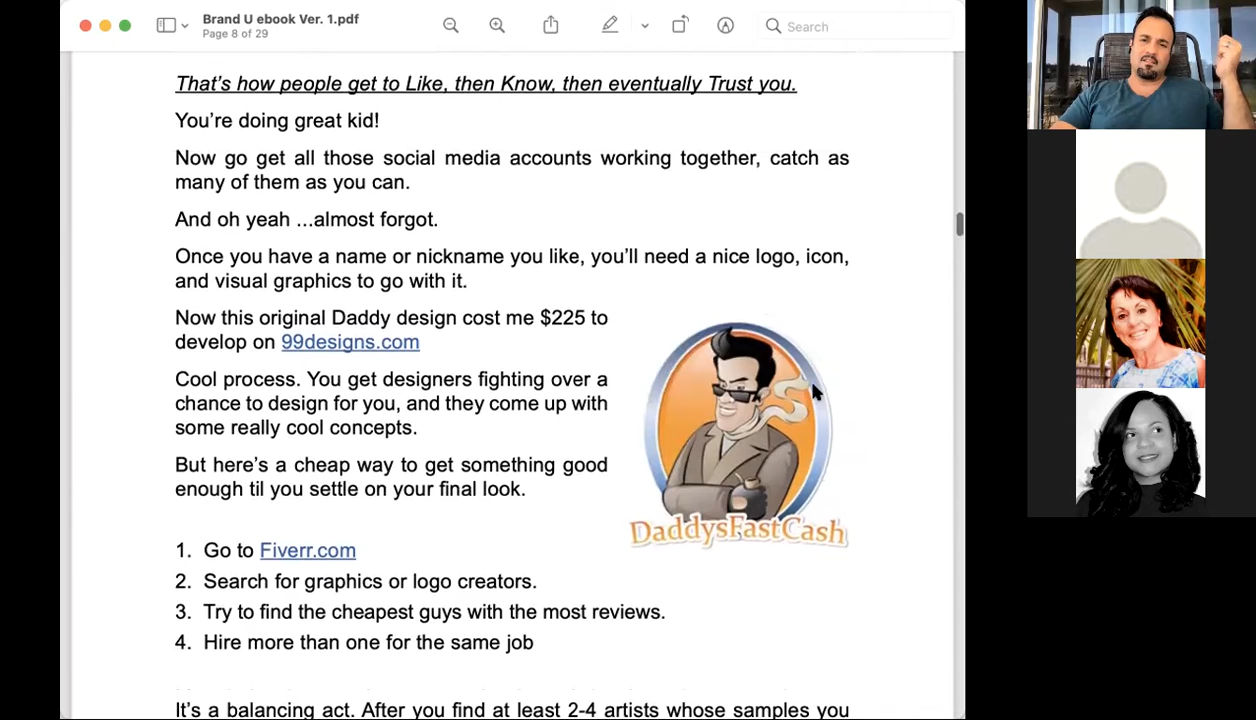 Brand U ebook Ver. 1.pdf
Page 8 of 29
Search
That's how people get to Like, then Know, then eventually Trust you.
You're doing great kid!
Now go get all those social media accounts working together, catch as
many of them as you can.
And oh yeah ...almost forgot.
Once you have a name or nickname you like, you'll need a nice logo, icon,
and visual graphics to go with it.
Now this original Daddy design cost me $225 to
develop on 99designs.com
Cool process. You get designers fighting over a
chance to design for you, and they come up with
some really cool concepts.
But here's a cheap way to get something good
enough til you settle on your final look.
DaddysFastCash
1. Go to Fiverr.com
2. Search for graphics or logo creators.
3. Try to find the cheapest guys with the most reviews.
4. Hire more than one for the same job
It's a balancing act. After you find at least 2-4 artists whose samples you